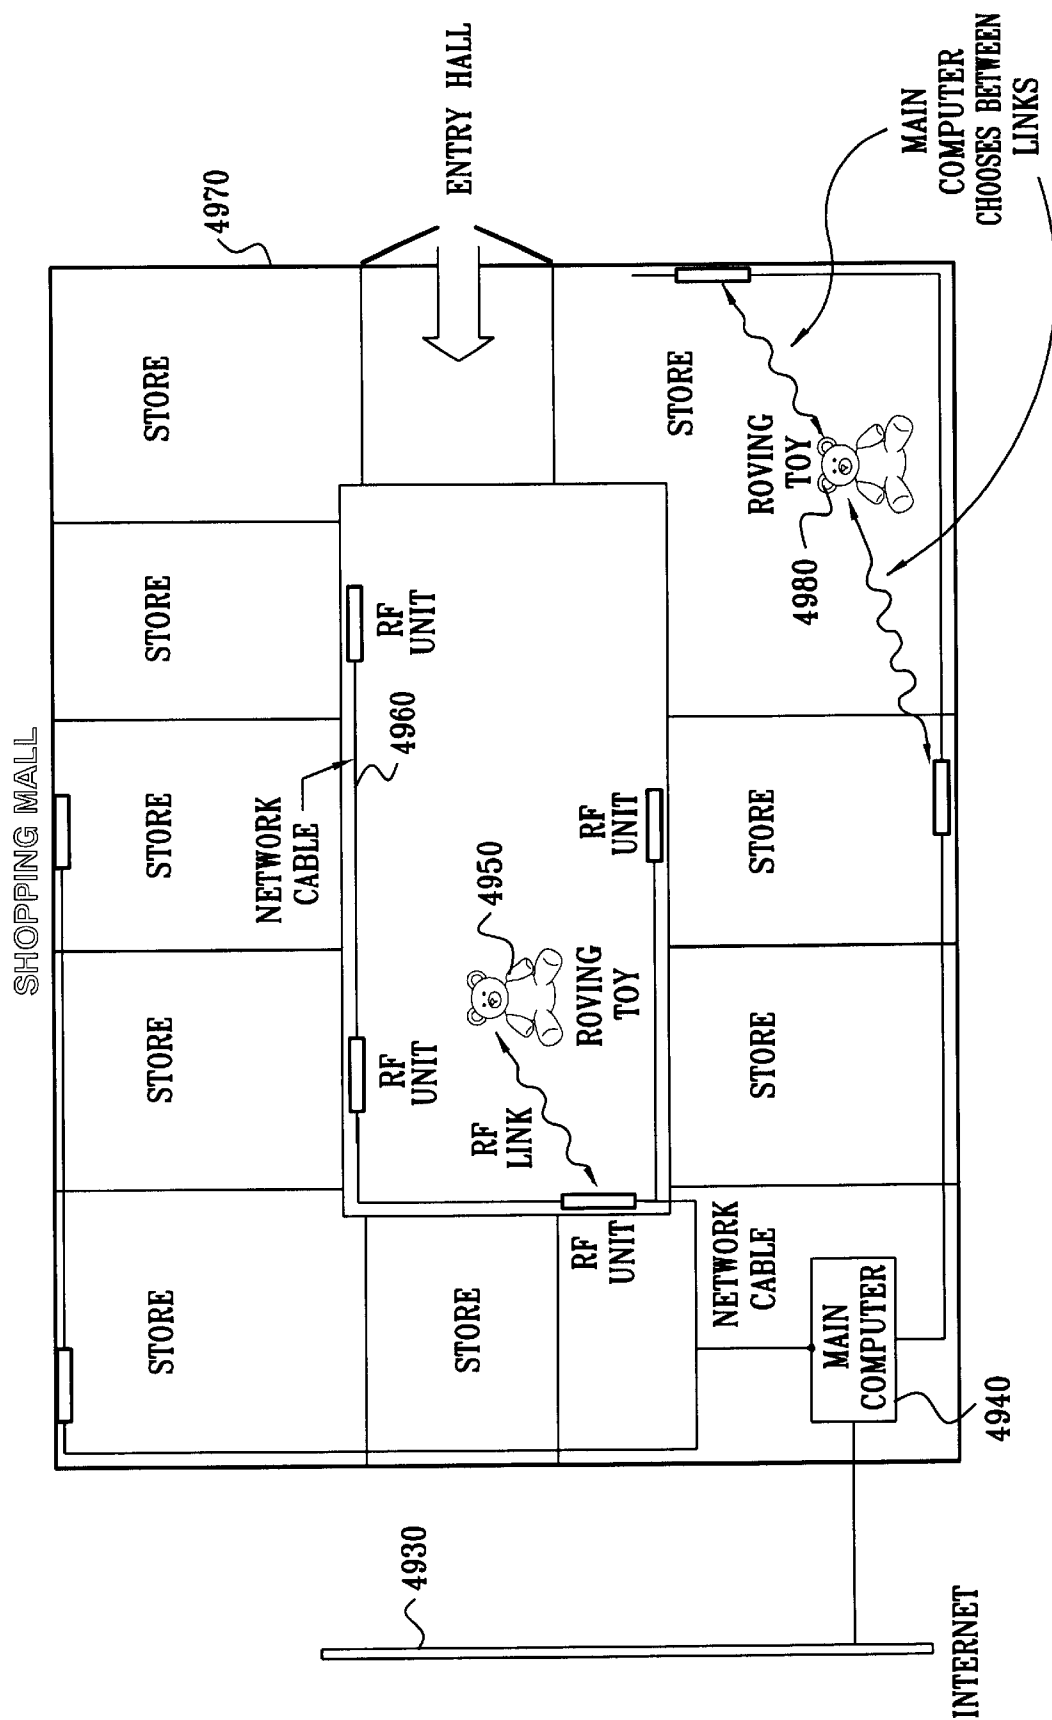 SHOPPING MALL
4970
ENTRY HALL
STORE
STORE
STORE
STORE
STORE
STORE
STORE
STORE
STORE
NETWORK
CABLE
4960
RF
UNIT
RF
UNIT
RF
UNIT
RF
UNIT
RF
LINK
4950
ROVING
TOY
ROVING
TOY
4980
MAIN
COMPUTER
CHOOSES BETWEEN
LINKS
NETWORK
CABLE
MAIN
COMPUTER
4940
4930
INTERNET